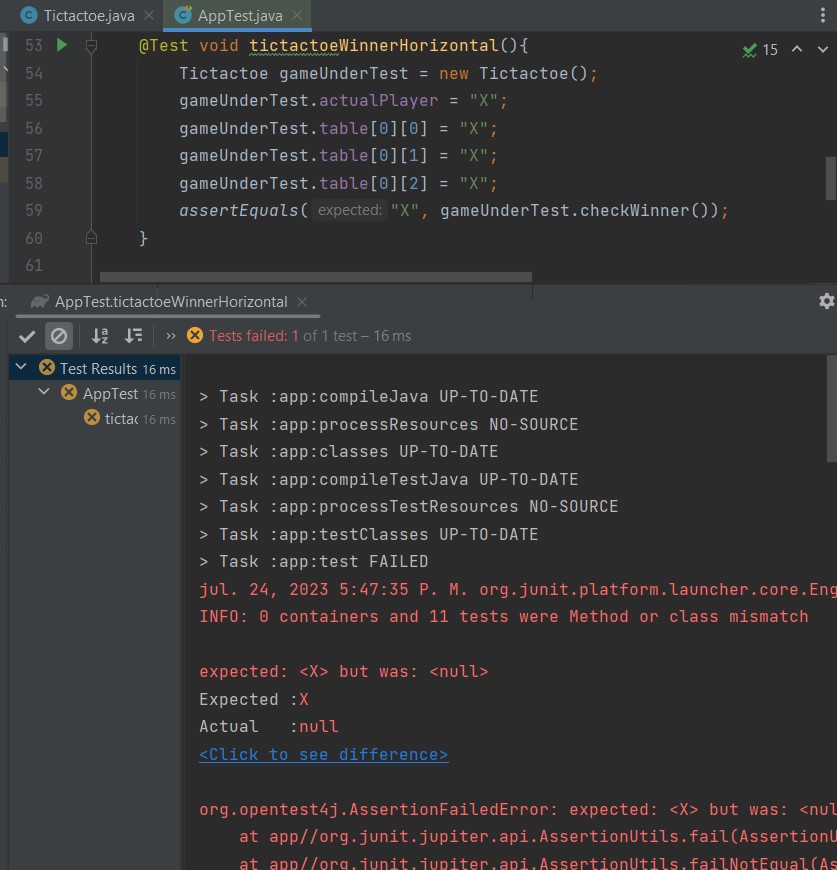 Tictactoe.java AppTest.java
53 @Test void tictactoeWinnerHorizontal(){ 15
54 Tictactoe gameUnderTest = new Tictactoe();
55 gameUnderTest.actualPlayer = "X";
56 gameUnderTest.table[0][0] = "X";
57 gameUnderTest.table[0][1] = "X";
58 gameUnderTest.table[0][2] = "X";
59 assertEquals( expected: "X", gameUnderTest.checkWinner());
60 }
61
AppTest.tictactoeWinnerHorizontal
Tests failed: 1 of 1 test – 16 ms
Test Results 16 ms
AppTest 16 ms
16 ms
> Task :app:compileJava UP-TO-DATE
> Task :app:processResources NO-SOURCE
> Task :app:classes UP-TO-DATE
> Task :app:compileTestJava UP-TO-DATE
> Task :app:processTestResources NO-SOURCE
> Task :app:testClasses UP-TO-DATE
> Task :app:test FAILED
jul. 24, 2023 5:47:35 P. M. org.junit.platform.launcher.core.Eng
INFO: 0 containers and 11 tests were Method or class mismatch
expected: <X> but was: <null>
Expected :X
Actual :null
<Click to see difference>
org.opentest4j.AssertionFailedError: expected: <X> but was: <nul
at app//org.junit.jupiter.api.AssertionUtils.fail(AssertionU
at app//org.junit.jupiter.api.AssertionUtils.failNotEqual(As